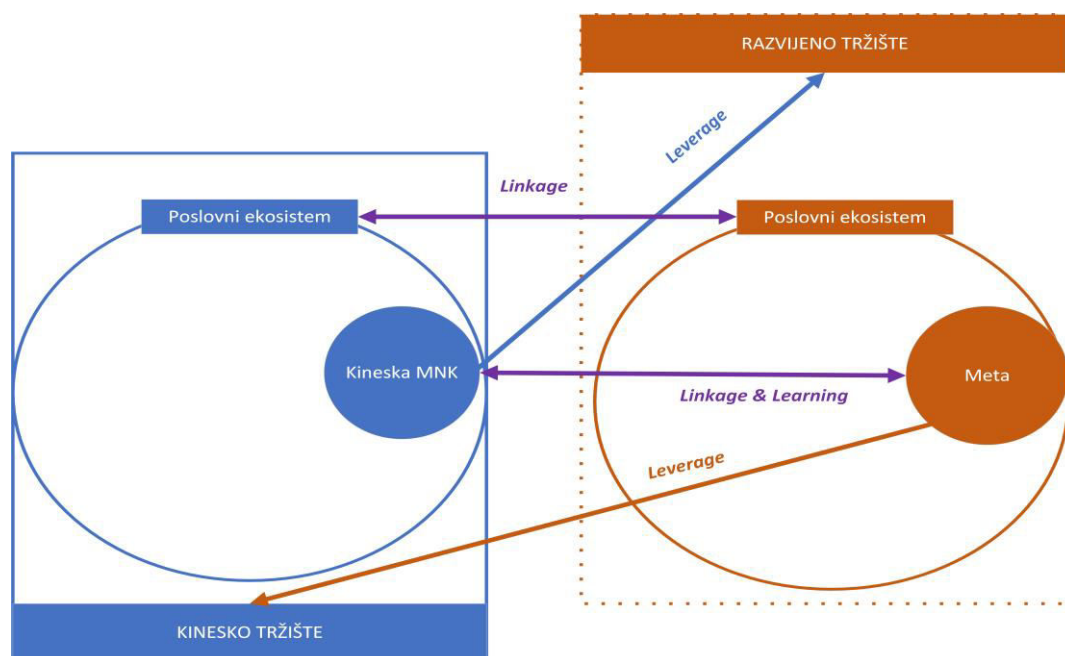 RAZVIJENO TRŽIŠTE
Leverage
Linkage
Poslovni ekosistem
Poslovni ekosistem
Kineska MNK
Meta
Linkage & Learning
Leverage
KINESKO TRŽIŠTE